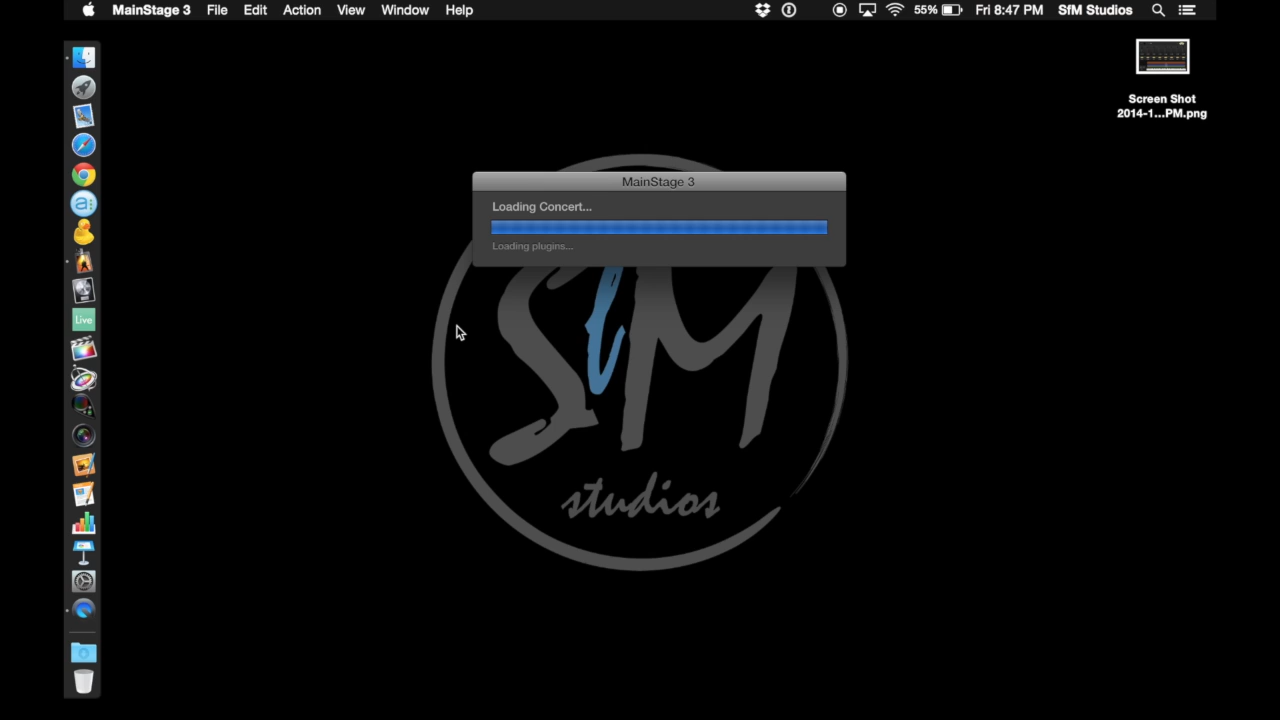 MainStage 3 File Edit Action View Window Help 55% Fri 8:47 PM SfM Studios
Screen Shot
2014-1...PM.png
MainStage 3
Loading Concert...
Loading plugins...
a:
Live
SfM
studios